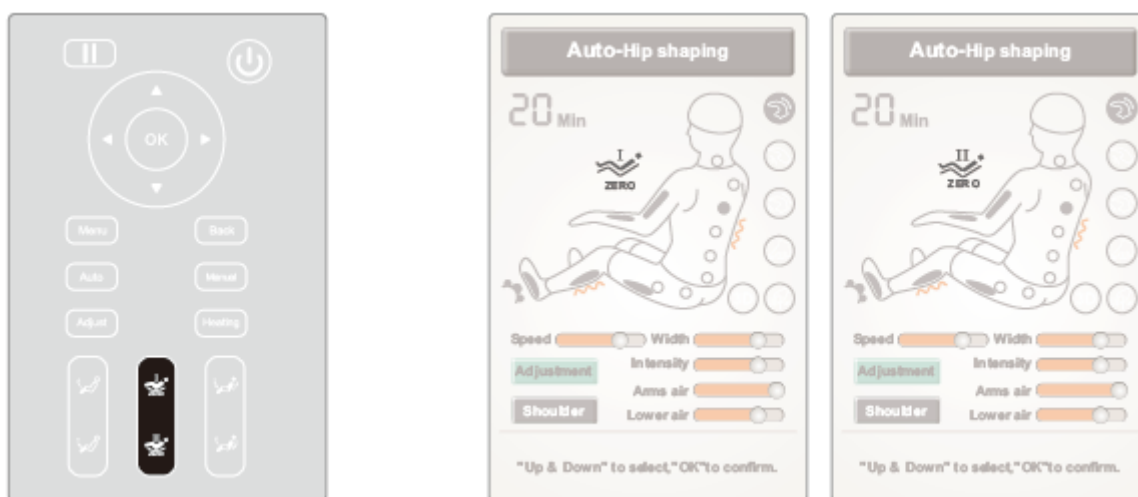 OK
Menu
Back
Auto
Manual
Adjust
Heating
Auto-Hip shaping
20 Min
I
ZERO
Speed
Width
Adjustment
Intensity
Arms air
Shoulder
Lower air
"Up & Down" to select,"OK"to confirm.
Auto-Hip shaping
20 Min
II
ZERO
Speed
Width
Adjustment
Intensity
Arms air
Shoulder
Lower air
"Up & Down" to select,"OK"to confirm.